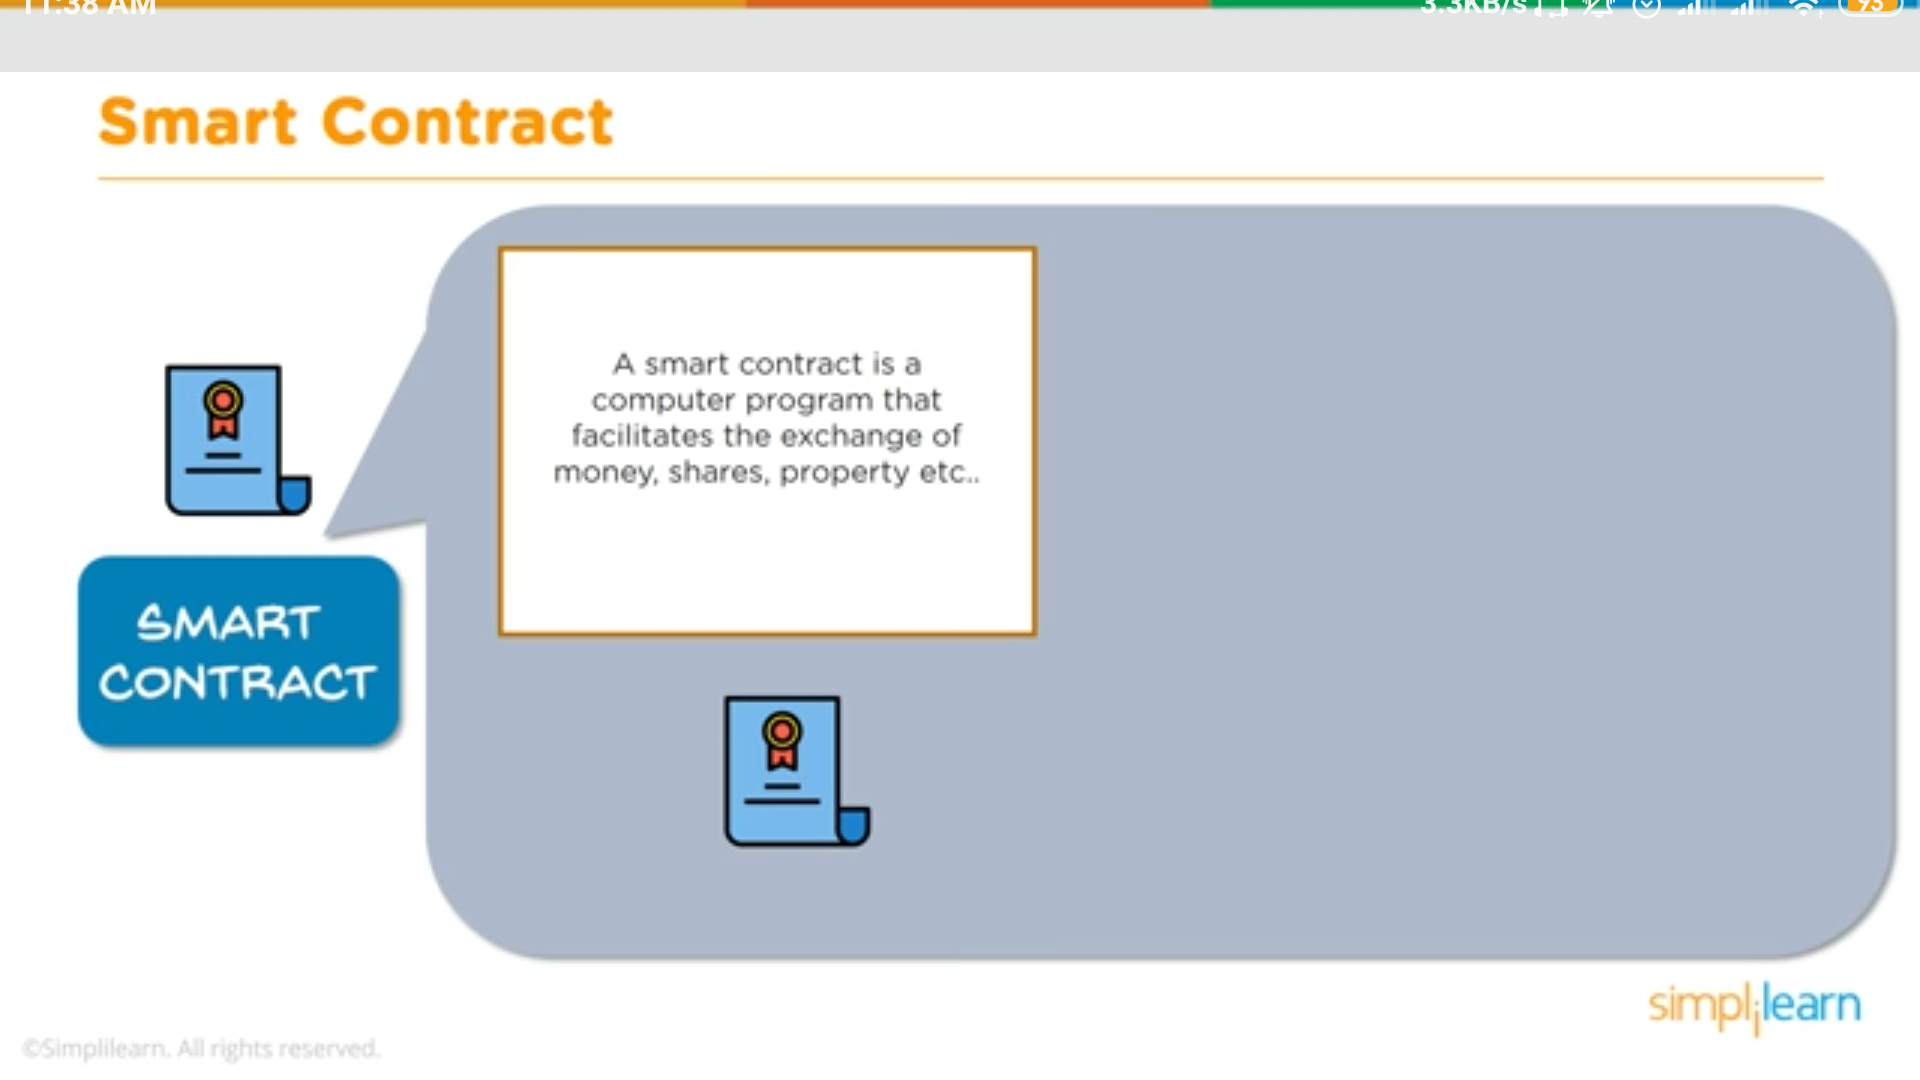 11:38 AM
3.3KB/s
93
Smart Contract
A smart contract is a
computer program that
facilitates the exchange of
money, shares, property etc..
SMART
CONTRACT
simplilearn
©Simplilearn. All rights reserved.